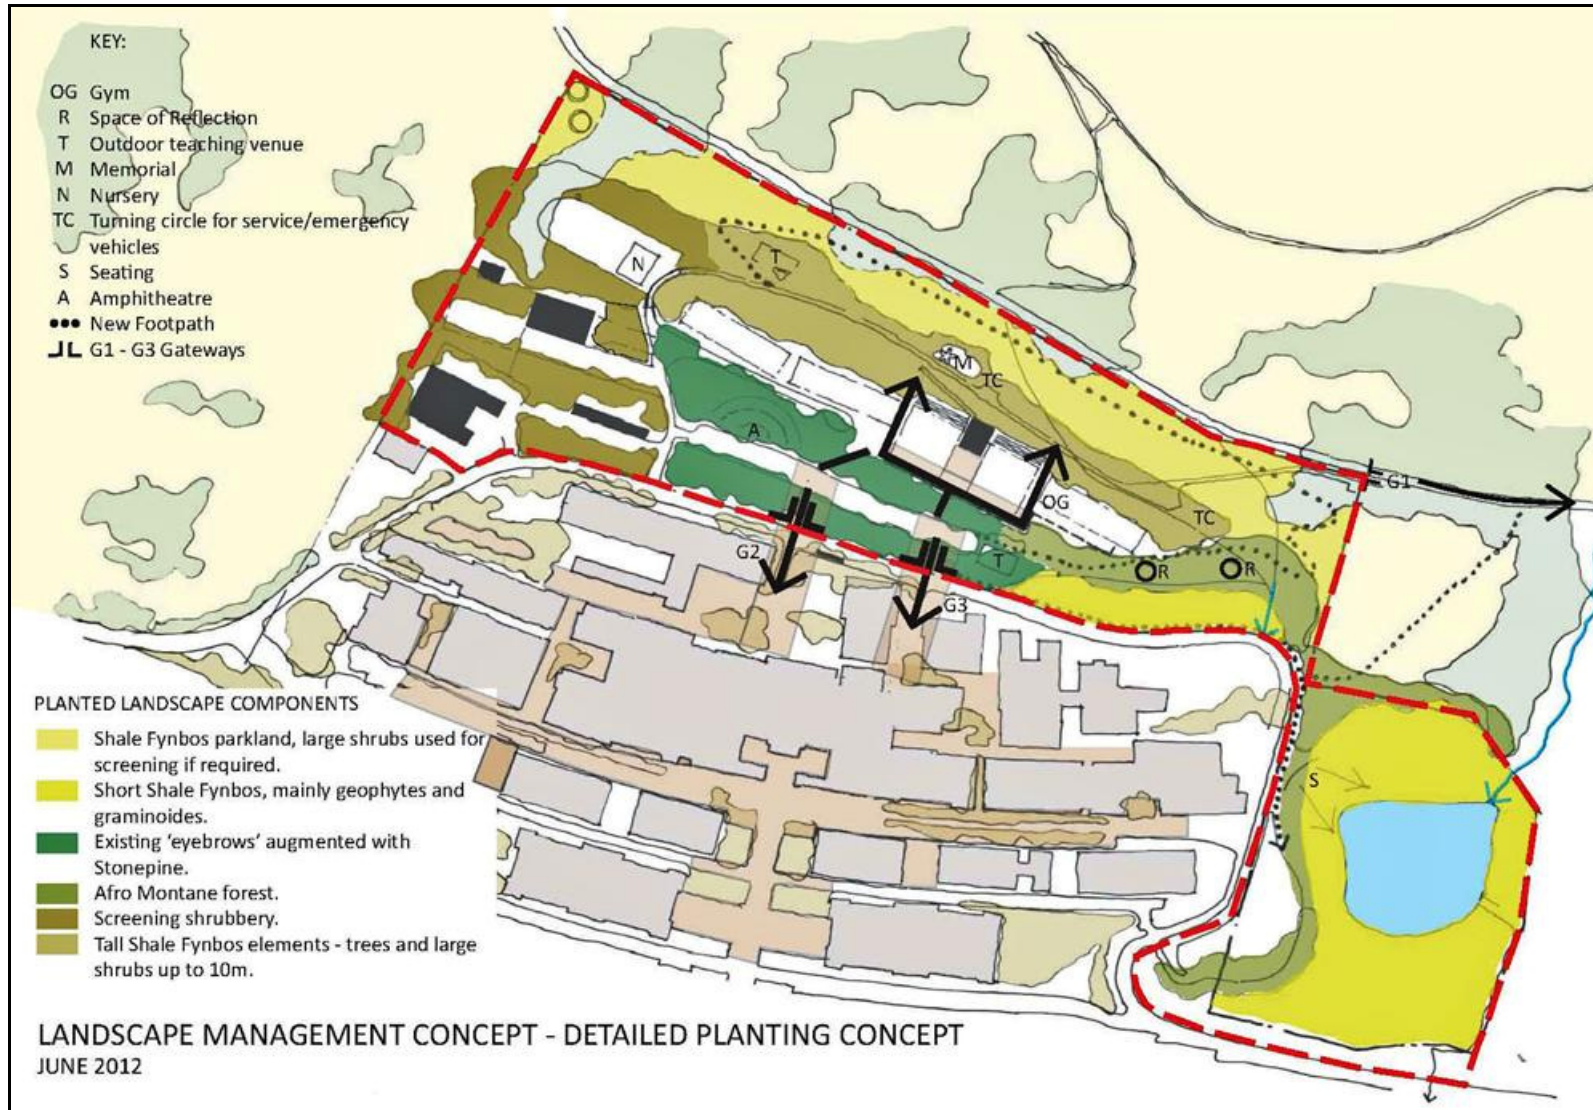 KEY:
OG Gym
R Space of Reflection
T Outdoor teaching venue
M Memorial
N Nursery
TC Turning circle for service/emergency
vehicles
S Seating
A Amphitheatre
New Footpath
G1 - G3 Gateways
N
T
M
TC
A
G1
OG
TC
G2
T
R
R
G3
S
PLANTED LANDSCAPE COMPONENTS
Shale Fynbos parkland, large shrubs used for
screening if required.
Short Shale Fynbos, mainly geophytes and
graminoides.
Existing ‘eyebrows’ augmented with
Stonepine.
Afro Montane forest.
Screening shrubbery.
Tall Shale Fynbos elements - trees and large
shrubs up to 10m.
LANDSCAPE MANAGEMENT CONCEPT - DETAILED PLANTING CONCEPT
JUNE 2012